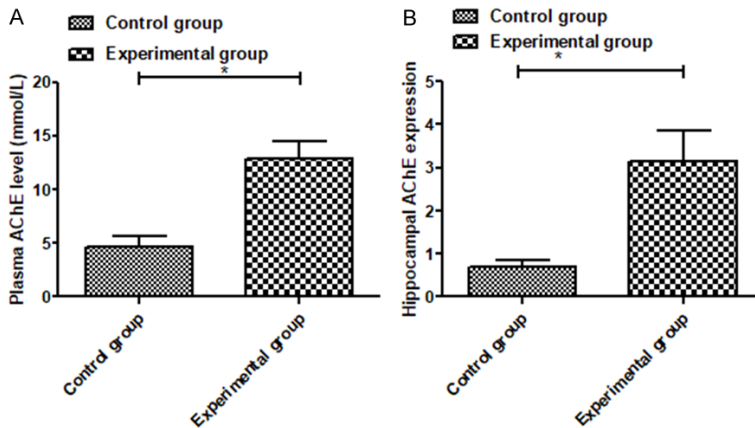 A
Control group
Experimental group
*
Plasma AChE level (mmol/L)
20
15
10
5
0
Control group
Experimental group
B
Control group
Experimental group
*
Hippocampal AChE expression
5
4
3
2
1
0
Control group
Experimental group